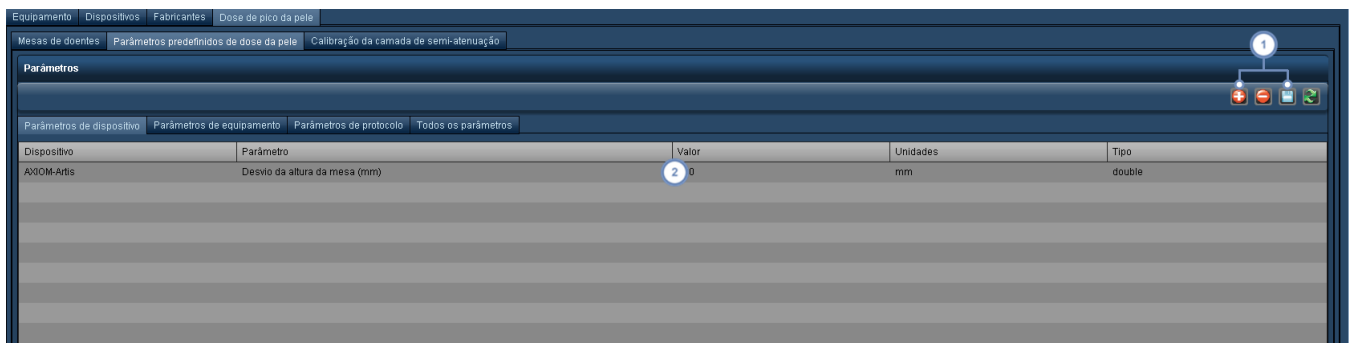 Equipamento Dispositivos Fabricantes Dose de pico da pele
Mesas de doentes Parâmetros predefinidos de dose da pele Calibração da camada de semi-atenuação
1
Parâmetros
Parâmetros de dispositivo Parâmetros de equipamento Parâmetros de protocolo Todos os parâmetros
Dispositivo Parâmetro Valor Unidades Tipo
AXIOM-Artis Desvio da altura da mesa (mm) 2 0 mm double